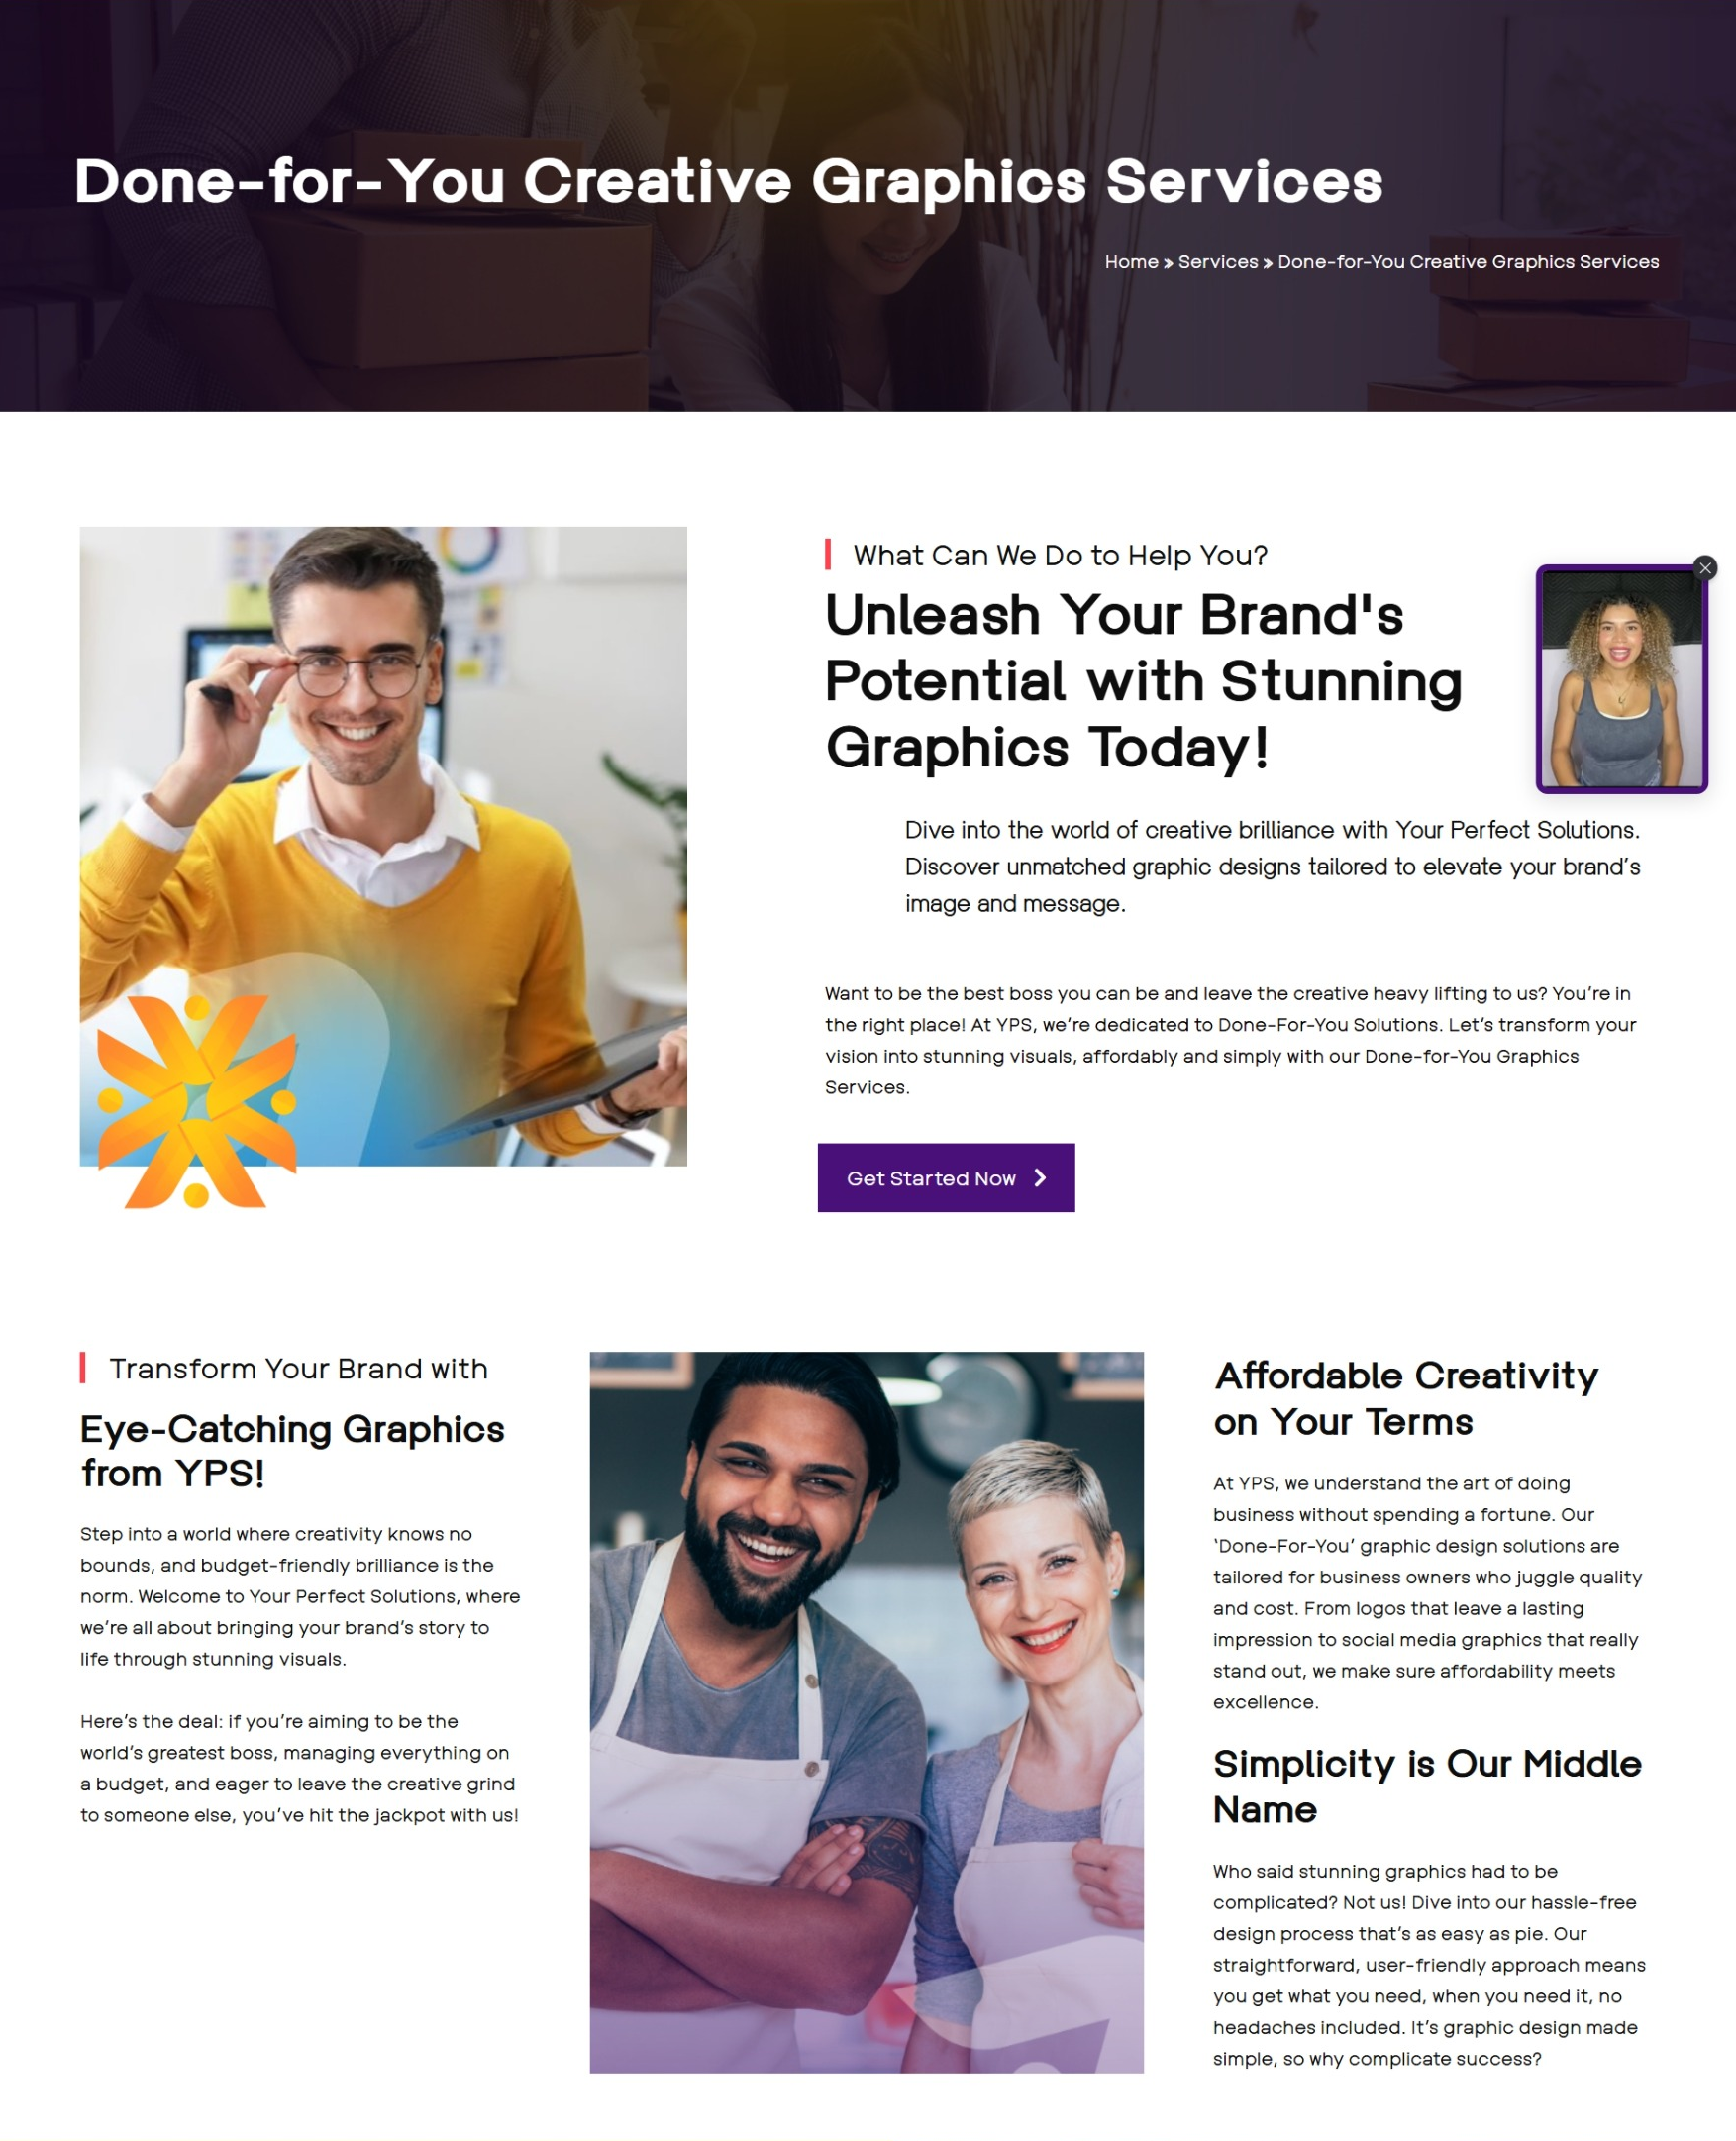 Done-for-You Creative Graphics Services
Home » Services » Done-for-You Creative Graphics Services
What Can We Do to Help You?
Unleash Your Brand's
Potential with Stunning
Graphics Today!
Dive into the world of creative brilliance with Your Perfect Solutions.
Discover unmatched graphic designs tailored to elevate your brand’s
image and message.
Want to be the best boss you can be and leave the creative heavy lifting to us? You’re in
the right place! At YPS, we’re dedicated to Done-For-You Solutions. Let’s transform your
vision into stunning visuals, affordably and simply with our Done-for-You Graphics
Services.
Get Started Now
Transform Your Brand with
Eye-Catching Graphics
from YPS!
Step into a world where creativity knows no
bounds, and budget-friendly brilliance is the
norm. Welcome to Your Perfect Solutions, where
we’re all about bringing your brand’s story to
life through stunning visuals.
Here’s the deal: if you’re aiming to be the
world’s greatest boss, managing everything on
a budget, and eager to leave the creative grind
to someone else, you’ve hit the jackpot with us!
Affordable Creativity
on Your Terms
At YPS, we understand the art of doing
business without spending a fortune. Our
‘Done-For-You’ graphic design solutions are
tailored for business owners who juggle quality
and cost. From logos that leave a lasting
impression to social media graphics that really
stand out, we make sure affordability meets
excellence.
Simplicity is Our Middle
Name
Who said stunning graphics had to be
complicated? Not us! Dive into our hassle-free
design process that’s as easy as pie. Our
straightforward, user-friendly approach means
you get what you need, when you need it, no
headaches included. It’s graphic design made
simple, so why complicate success?